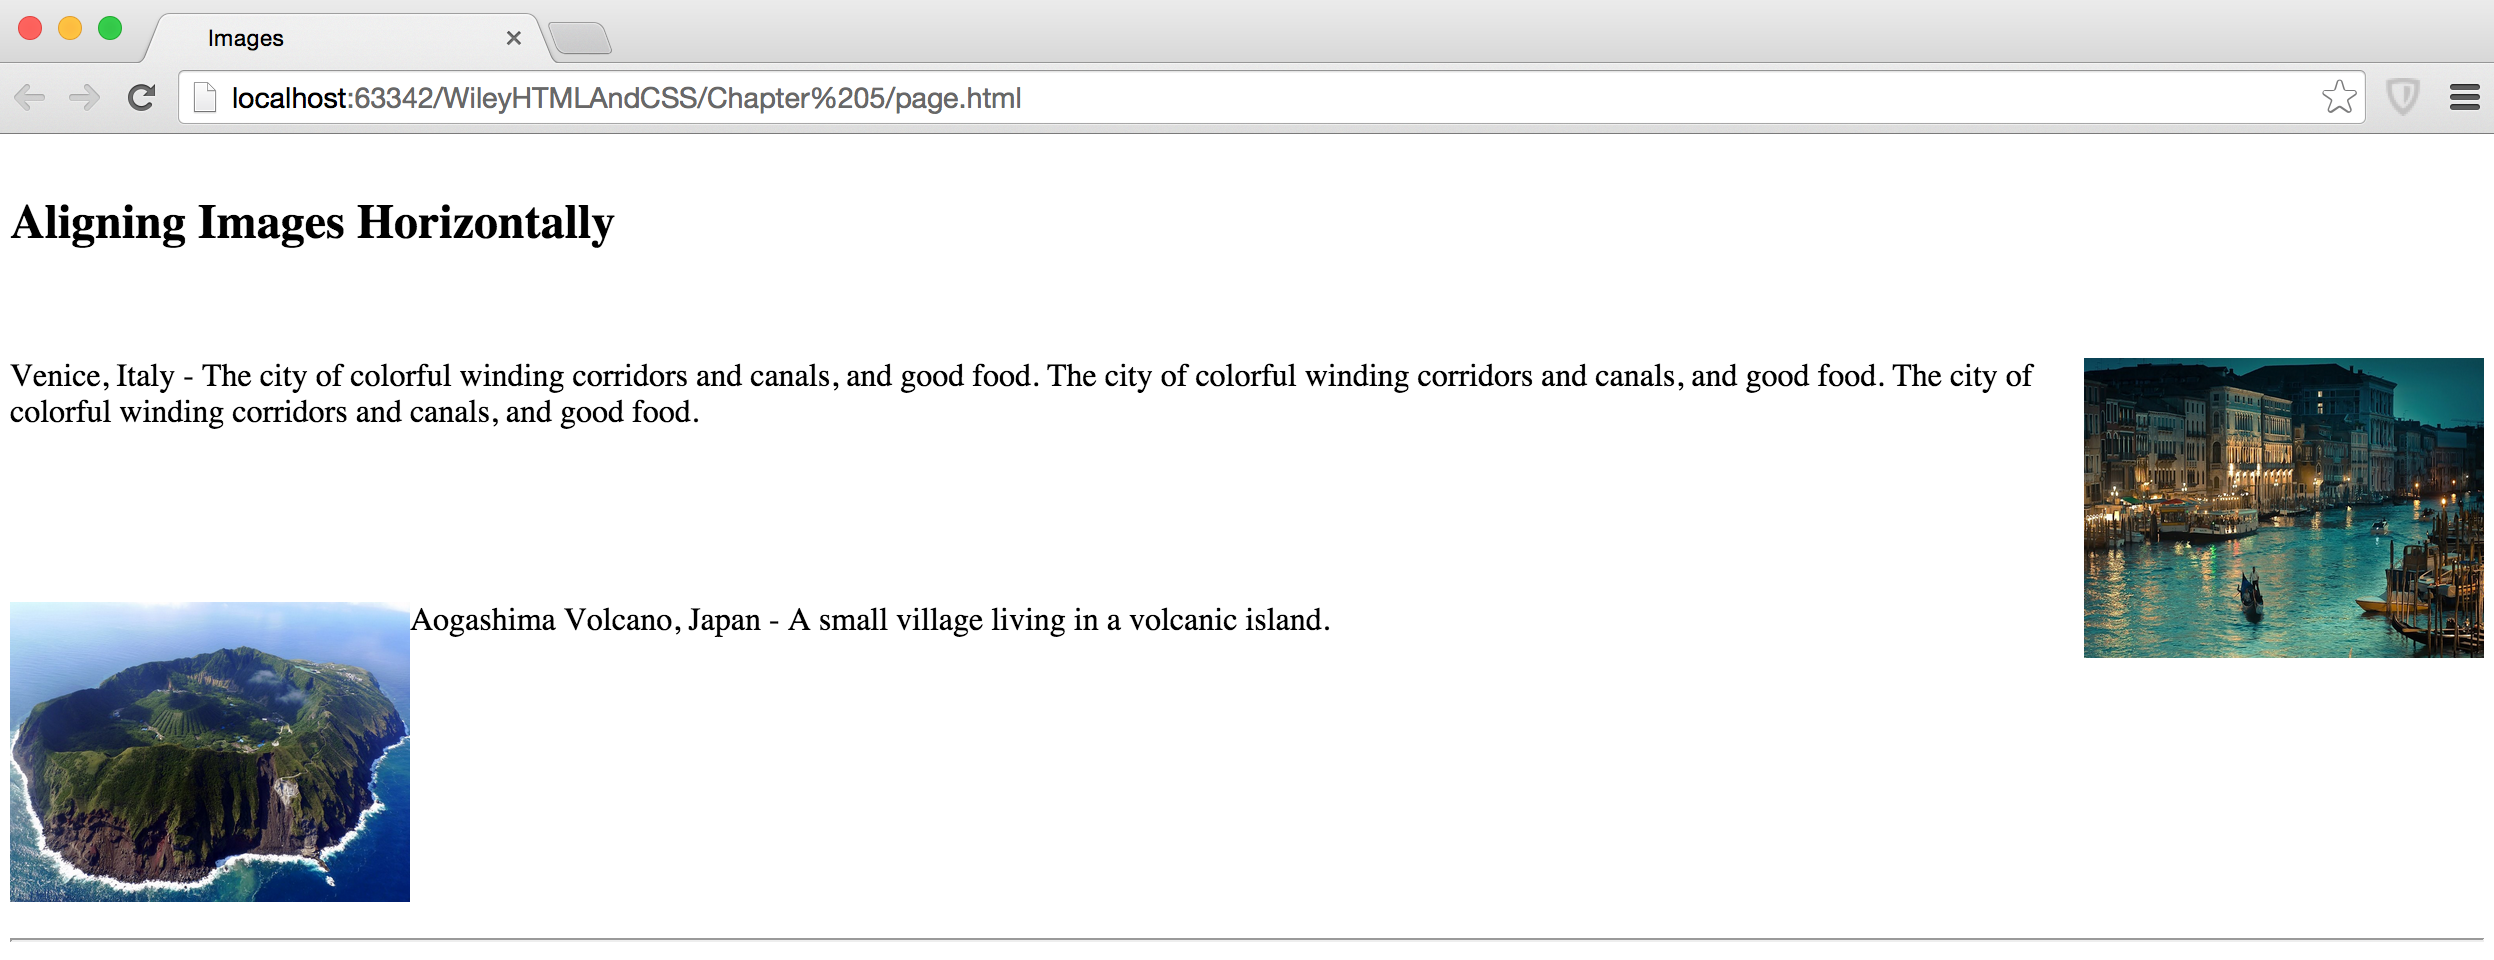 Images
localhost:63342/WileyHTMLAndCSS/Chapter%205/page.html
Aligning Images Horizontally
Venice, Italy - The city of colorful winding corridors and canals, and good food. The city of colorful winding corridors and canals, and good food. The city of
colorful winding corridors and canals, and good food.
Aogashima Volcano, Japan - A small village living in a volcanic island.